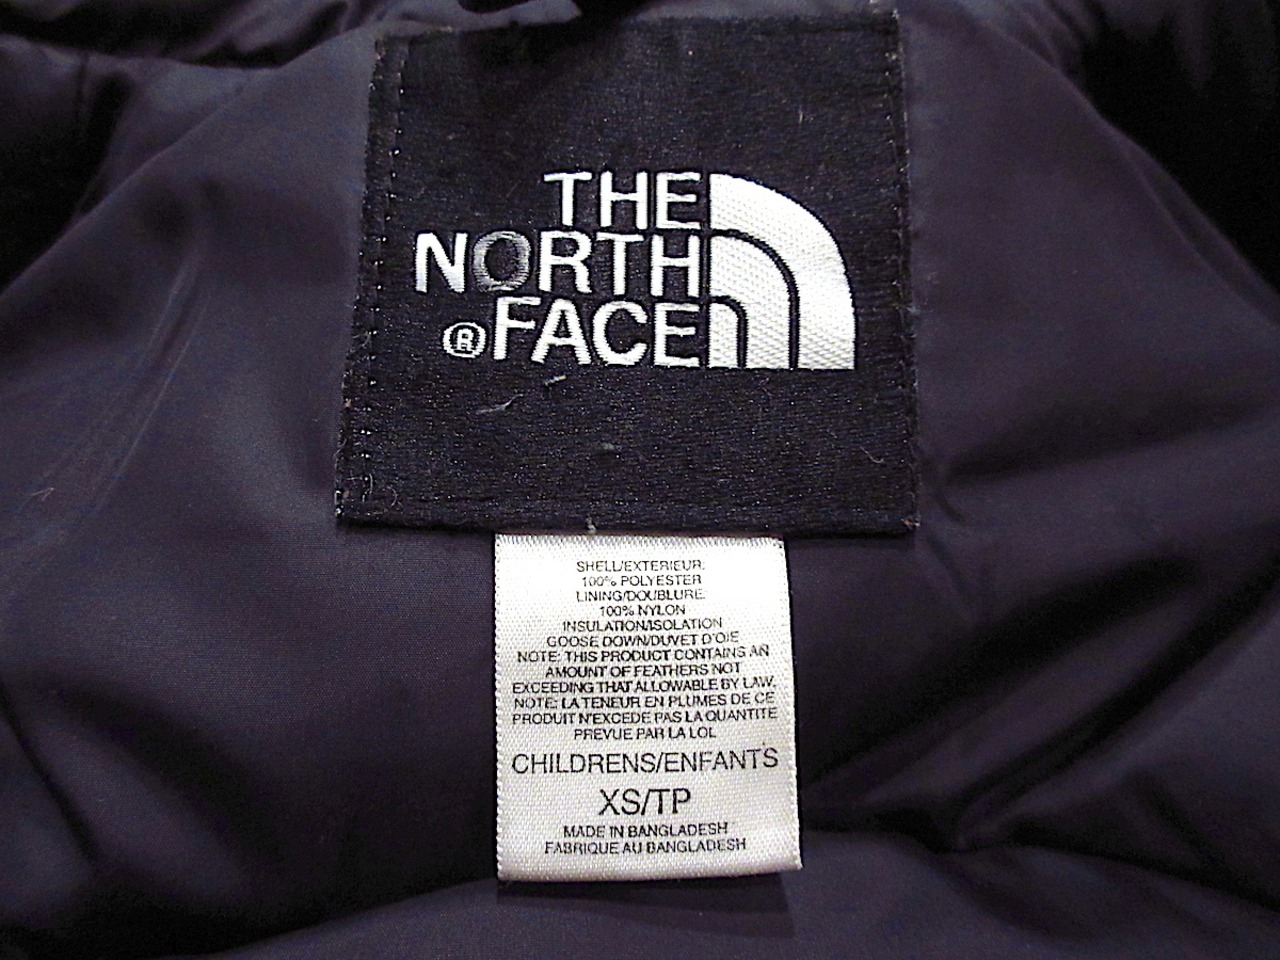 THE
NORTH
®FACE
SHELL/EXTERIEUR:
100% POLYESTER
LINING/DOUBLURE:
100% NYLON
INSULATION/ISOLATION
GOOSE DOWN/DUVET D'OIE
NOTE: THIS PRODUCT CONTAINS AN
AMOUNT OF FEATHERS NOT
EXCEEDING THAT ALLOWABLE BY LAW.
NOTE: LA TENEUR EN PLUMES DE CE
PRODUIT N'EXCEDE PAS LA QUANTITE
PREVUE PAR LA LOI.
CHILDRENS/ENFANTS
XS/TP
MADE IN BANGLADESH
FABRIQUE AU BANGLADESH